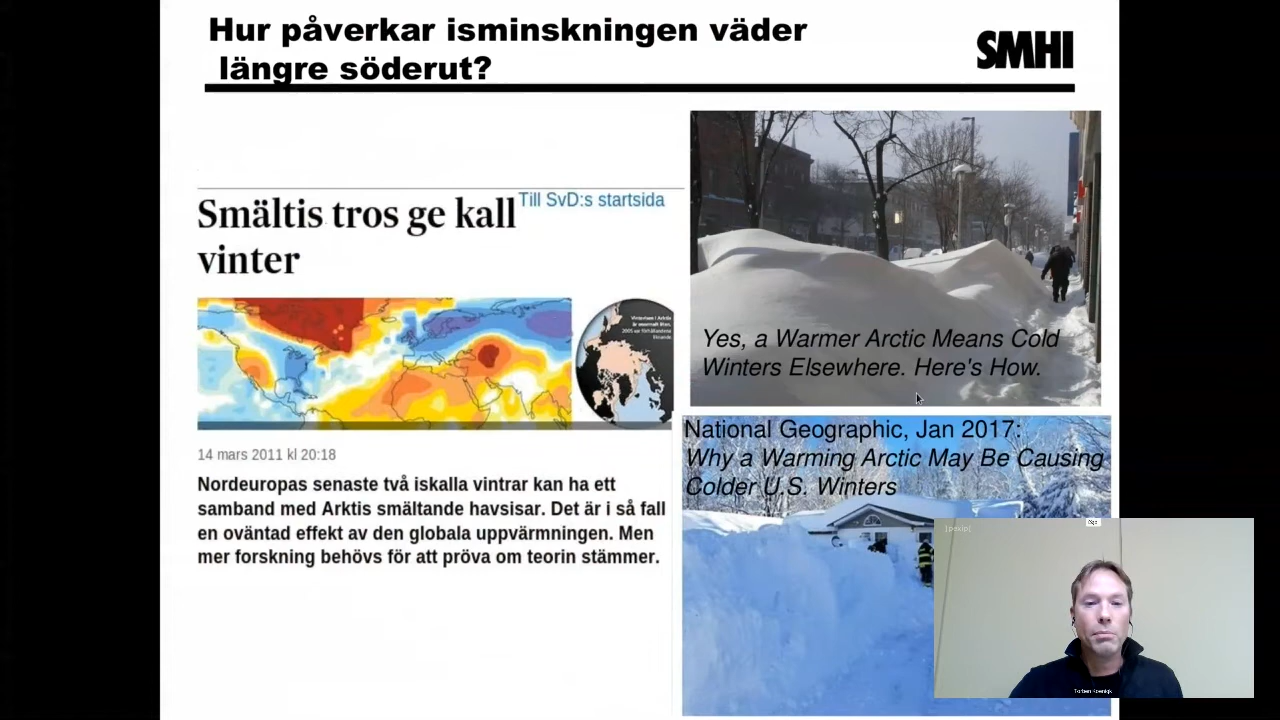 Hur påverkar isminskningen väder
längre söderut?
SMHI
Smältis tros ge kall
vinter
Till SvD:s startsida
14 mars 2011 kl 20:18
Nordeuropas senaste två iskalla vintrar kan ha ett
samband med Arktis smältande havsisar. Det är i så fall
en oväntad effekt av den globala uppvärmningen. Men
mer forskning behövs för att pröva om teorin stämmer.
Yes, a Warmer Arctic Means Cold
Winters Elsewhere. Here's How.
National Geographic, Jan 2017:
Why a Warming Arctic May Be Causing
Colder U.S. Winters
[pexip]
Torben Koenigk